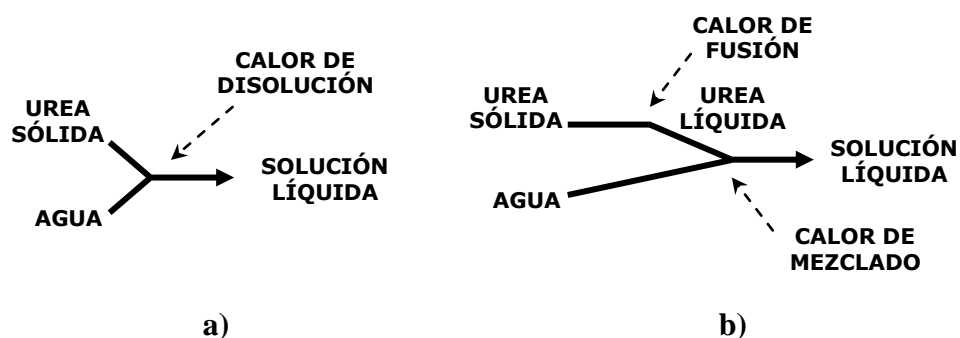 CALOR DE
DISOLUCIÓN
UREA
SÓLIDA
SOLUCIÓN
LÍQUIDA
AGUA
a)
CALOR DE
FUSIÓN
UREA
SÓLIDA
UREA
LÍQUIDA
SOLUCIÓN
LÍQUIDA
AGUA
CALOR DE
MEZCLADO
b)